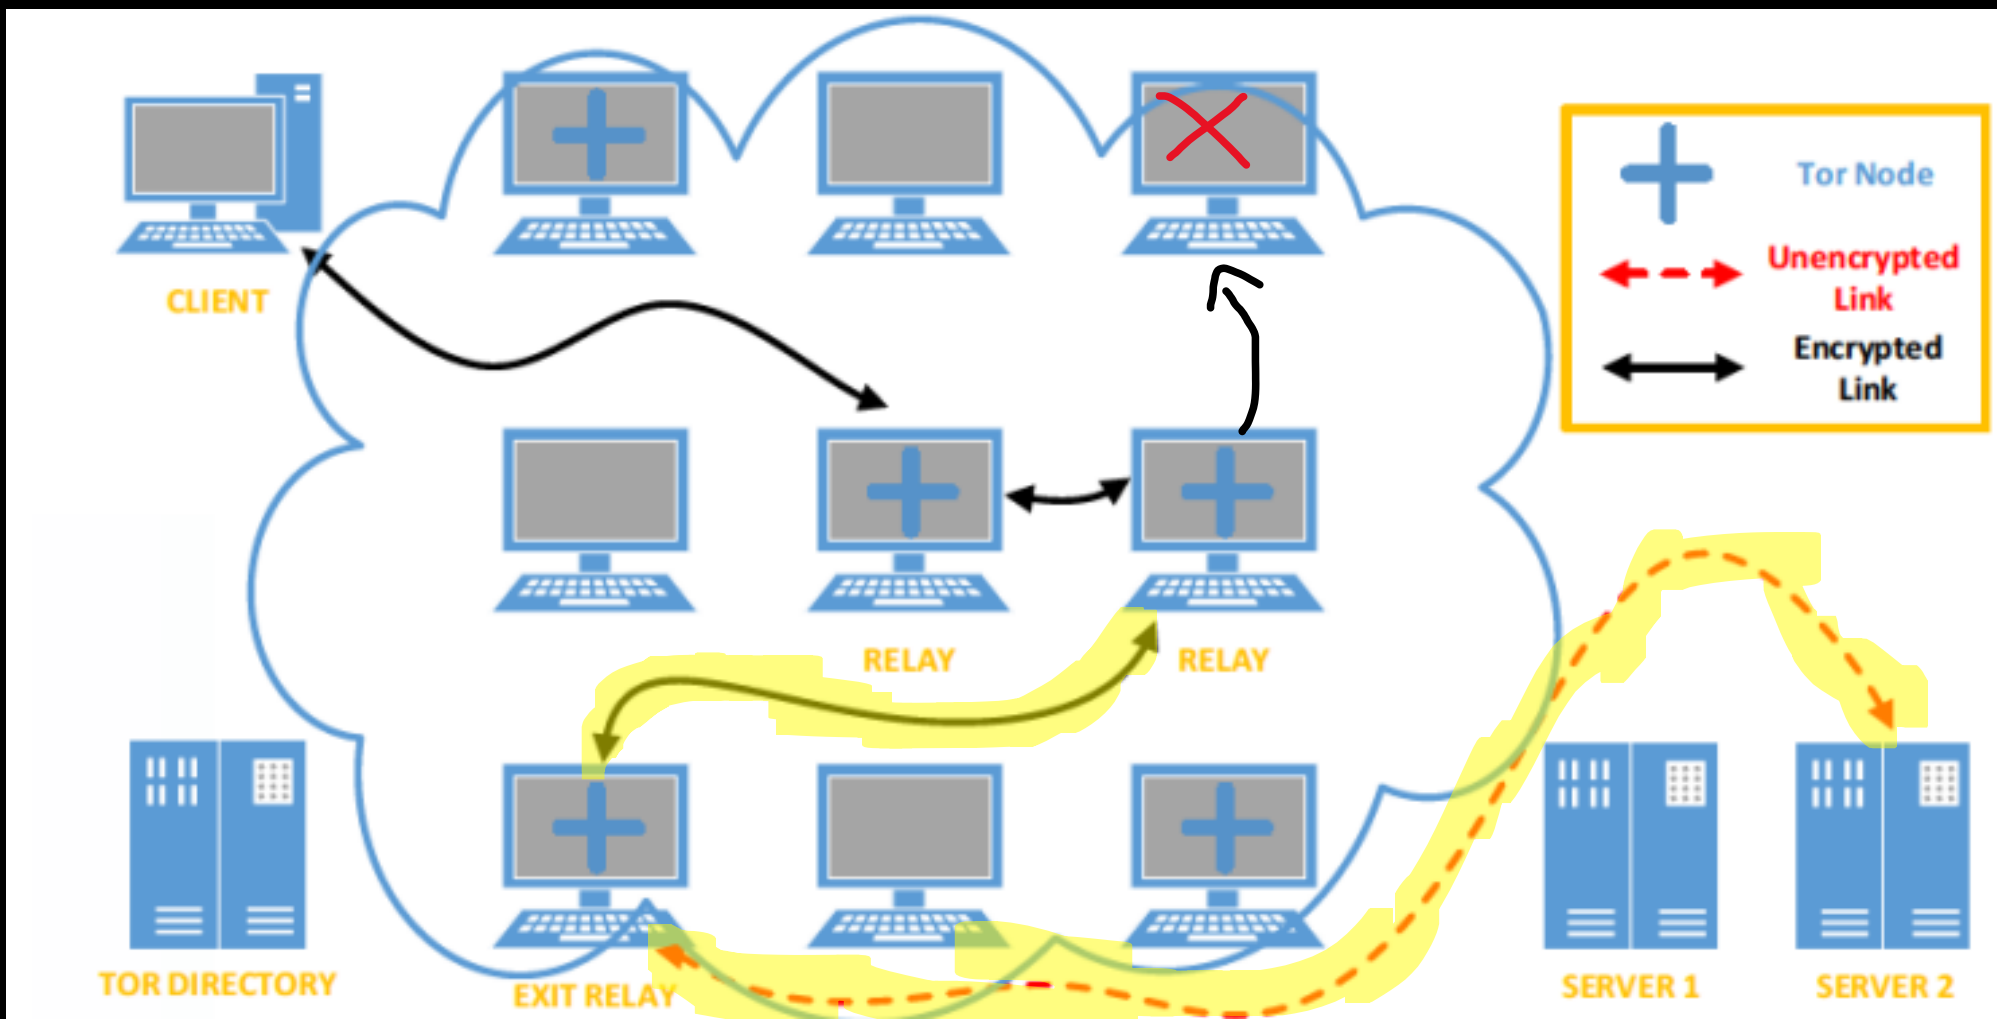 CLIENT
Tor Node
Unencrypted
Link
Encrypted
Link
RELAY
RELAY
TOR DIRECTORY
EXIT RELAY
SERVER 1
SERVER 2